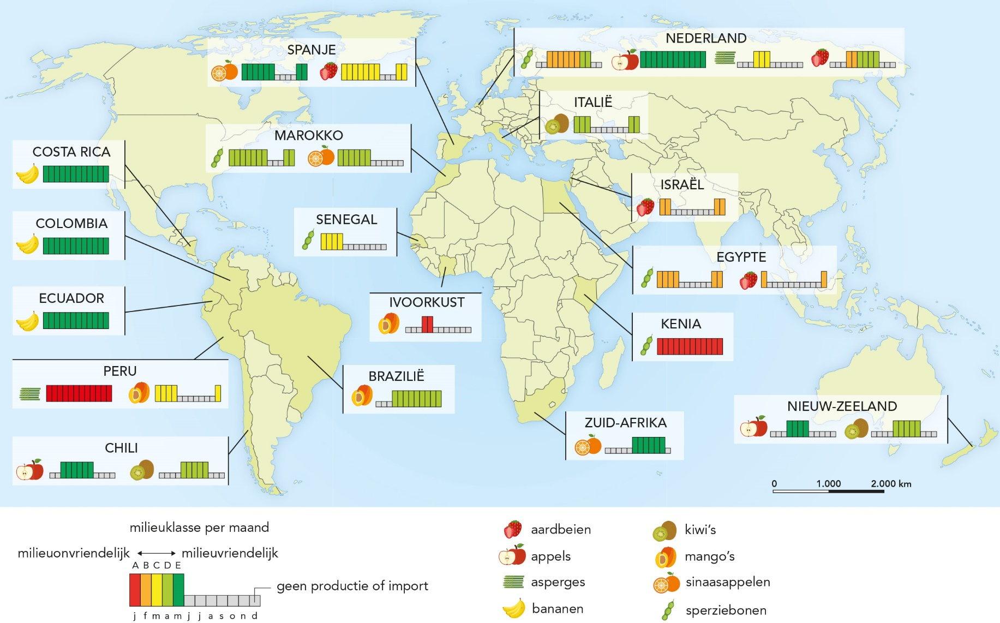 SPANJE
NEDERLAND
ITALIË
MAROKKO
COSTA RICA
ISRAËL
COLOMBIA
SENEGAL
EGYPTE
ECUADOR
IVOORKUST
KENIA
PERU
BRAZILIË
NIEUW-ZEELAND
ZUID-AFRIKA
CHILI
0 1.000 2.000 km
milieuklasse per maand
milieuonvriendelijk milieuvriendelijk
A B C D E
geen productie of import
j f m a m j j a s o n d
aardbeien
appels
asperges
bananen
kiwi's
mango's
sinaasappelen
sperziebonen